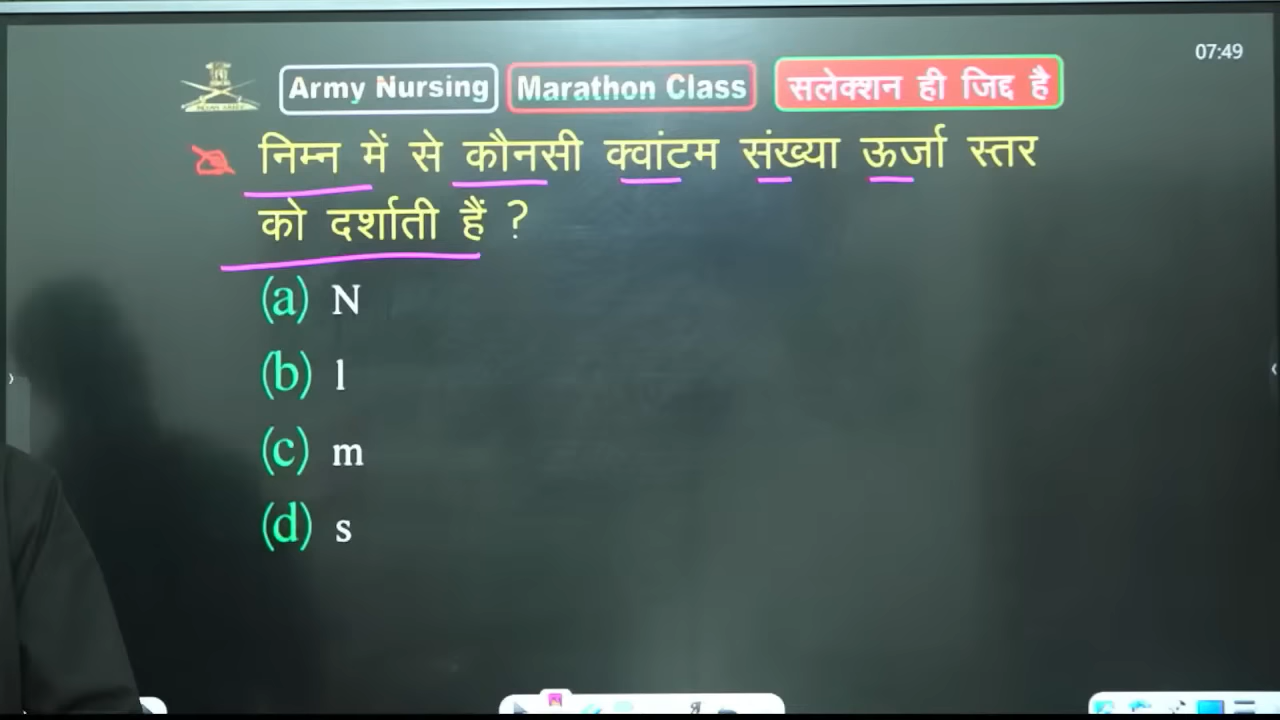 07:49
Army Nursing Marathon Class सलेक्शन ही जिद्द है
निम्न में से कौनसी क्वांटम संख्या ऊर्जा स्तर
को दर्शाती हैं ?
(a) N
(b) l
(c) m
(d) s